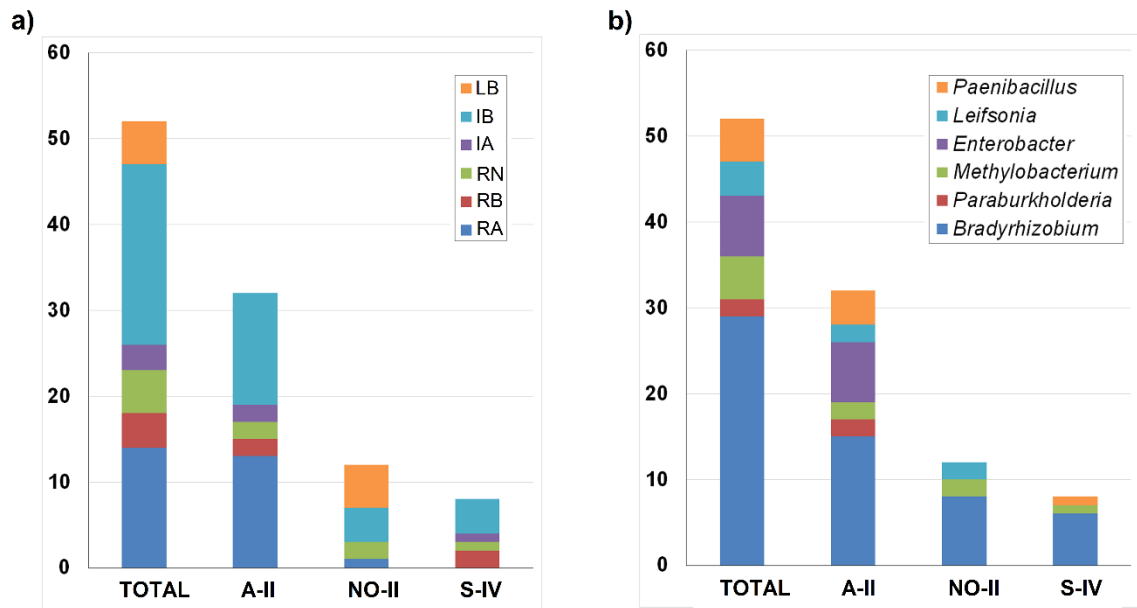 a)
60
50
40
30
20
10
0
LB
IB
IA
RN
RB
RA
TOTAL A-II NO-II S-IV
b)
60
50
40
30
20
10
0
Paenibacillus
Leifsonia
Enterobacter
Methylobacterium
Paraburkholderia
Bradyrhizobium
TOTAL A-II NO-II S-IV